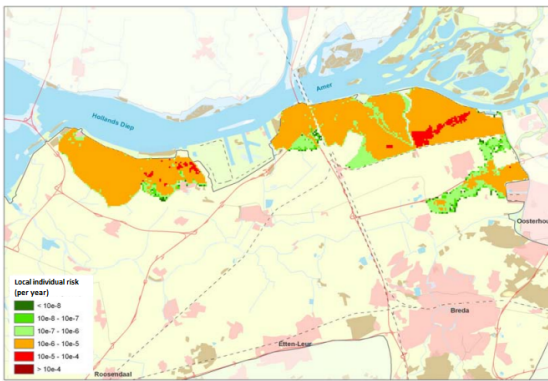 Amer
Hollands Diep
Oosterhou
Local individual risk
(per year)
< 10e-8
10e-8 - 10e-7
10e-7 - 10e-6
10e-6 - 10e-5
10e-5 - 10e-4
> 10e-4
Breda
Etten-Leur
Roosendaal